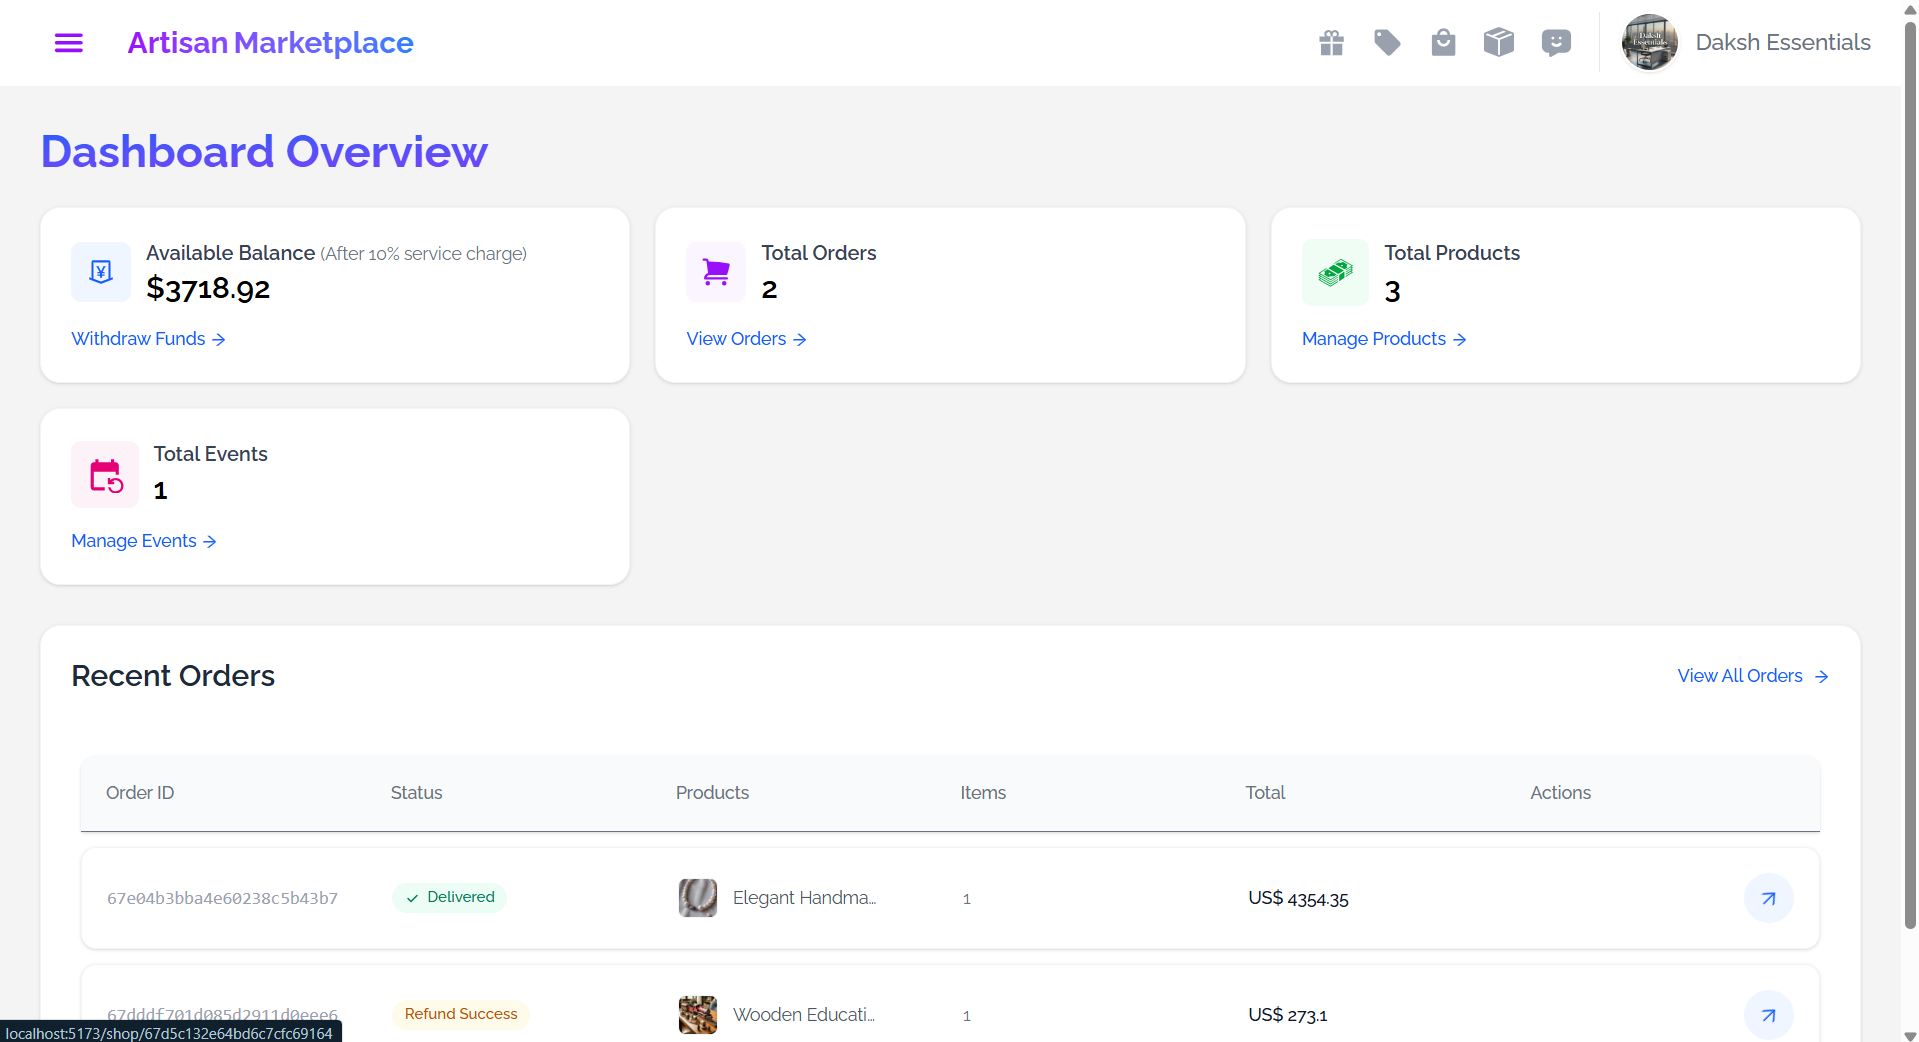 Artisan Marketplace
Daksh Essentials
Daksh Essentials
Dashboard Overview
Available Balance (After 10% service charge)
$3718.92
Withdraw Funds →
Total Orders
2
View Orders →
Total Products
3
Manage Products →
Total Events
1
Manage Events →
Recent Orders
View All Orders →
Order ID Status Products Items Total Actions
67e04b3bba4e60238c5b43b7 Delivered Elegant Handma... 1 US$ 4354.35
67dddf701d085d2911d0eee6 Refund Success Wooden Educati... 1 US$ 273.1
localhost:5173/shop/67d5c132e64bd6c7cfc69164